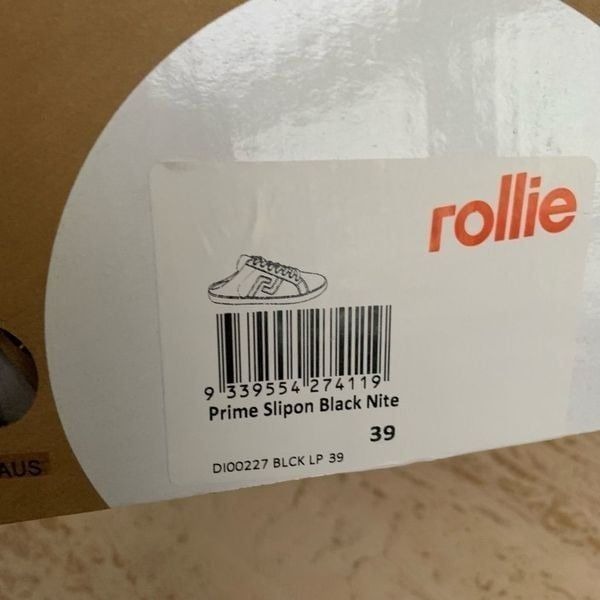 rollie
9 339554 274119
Prime Slipon Black Nite
39
DI00227 BLCK LP 39
AUS